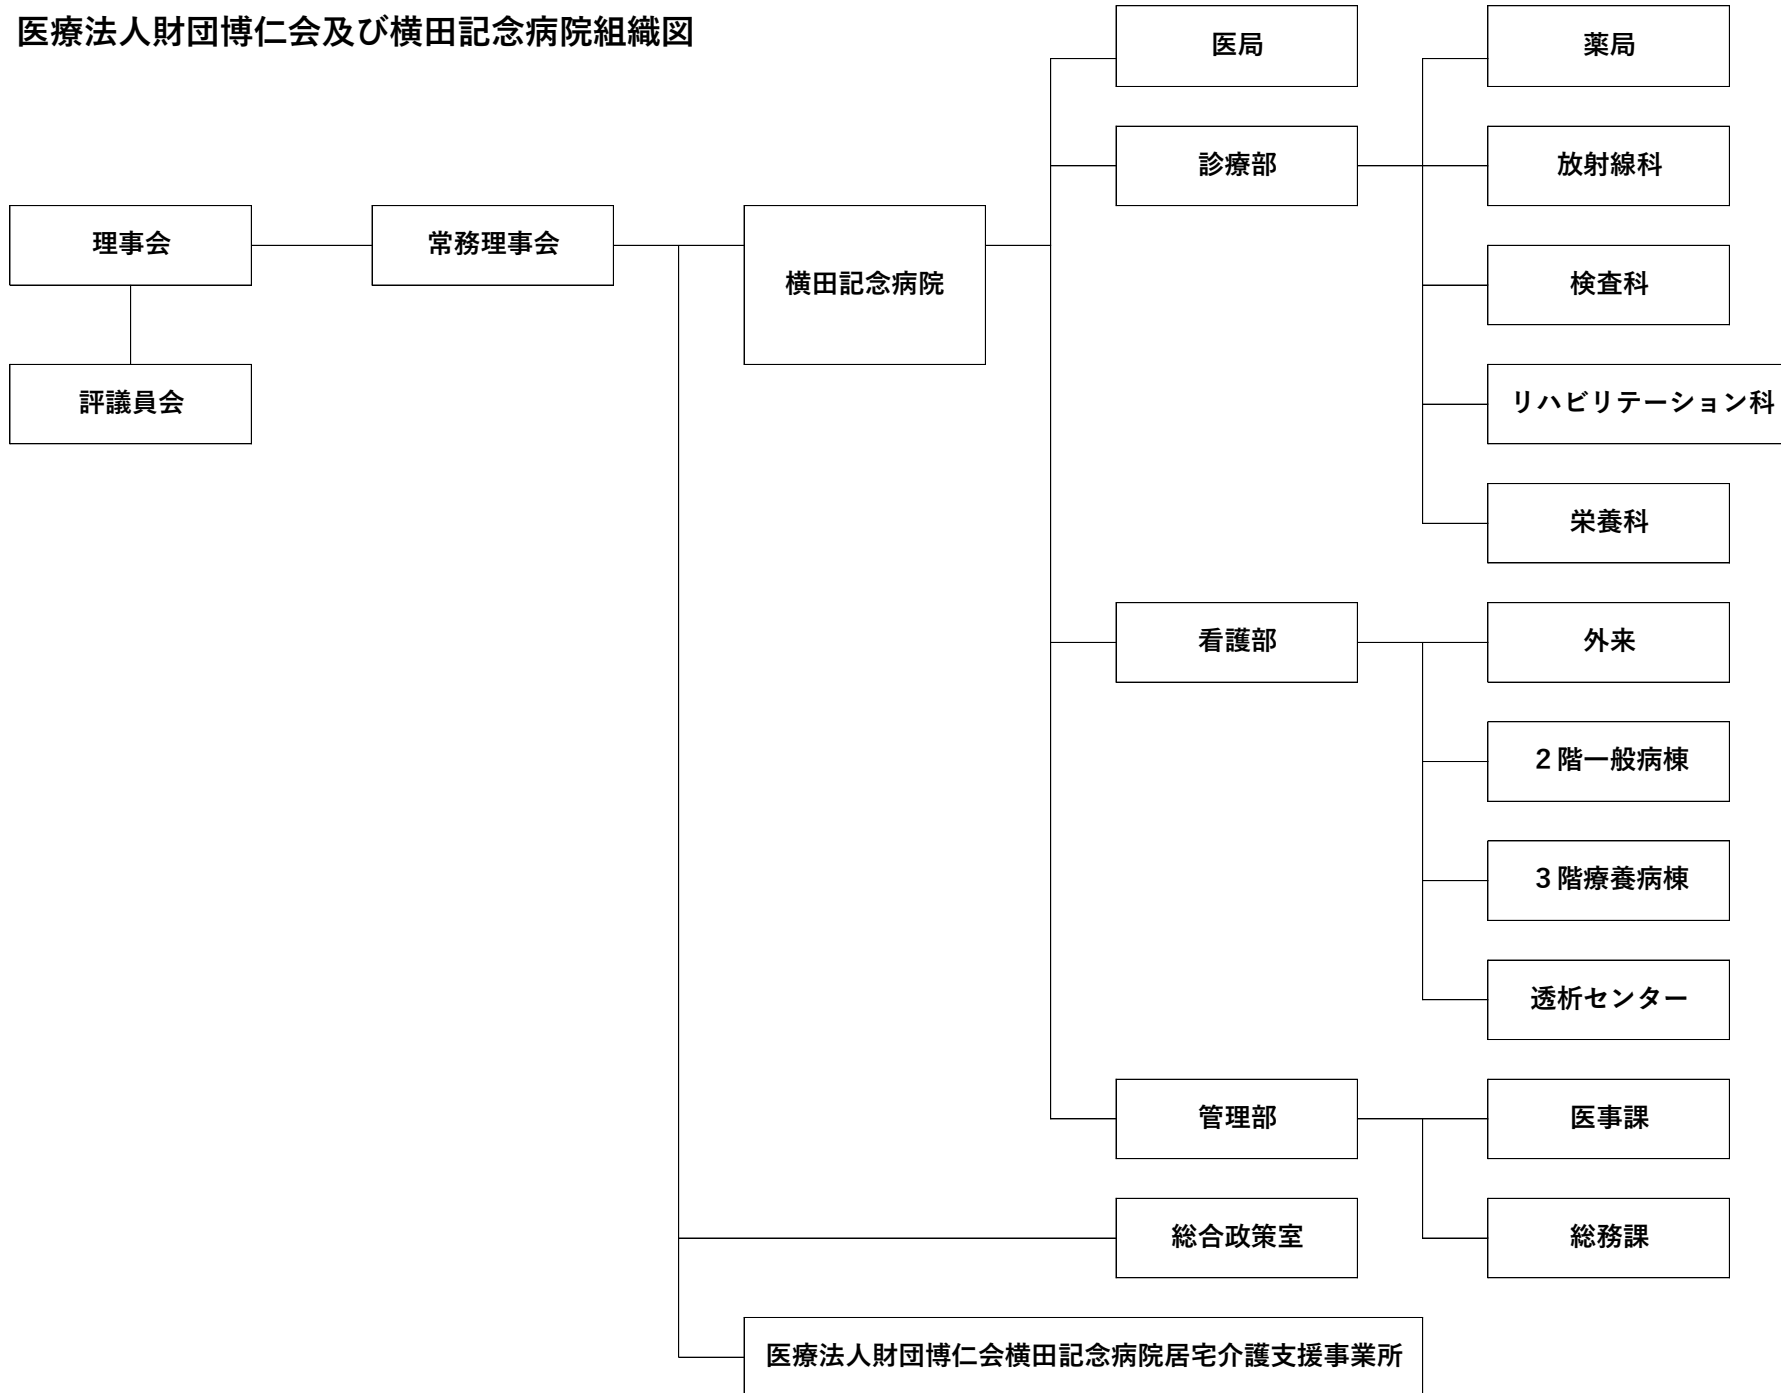 医療法人財団博仁会及び横田記念病院組織図
理事会
評議員会
常務理事会
横田記念病院
医局
診療部
薬局
放射線科
検査科
リハビリテーション科
栄養科
看護部
外来
２階一般病棟
３階療養病棟
透析センター
管理部
医事課
総務課
総合政策室
医療法人財団博仁会横田記念病院居宅介護支援事業所